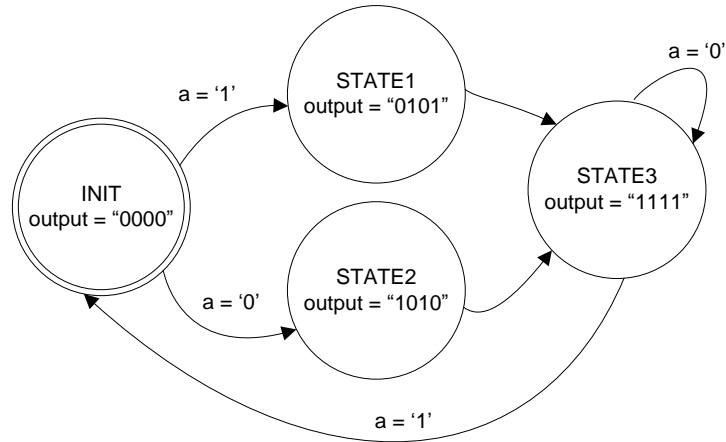 STATE1
output = “0101”
a = ‘1’
a = ‘0’
INIT
output = “0000”
STATE3
output = “1111”
STATE2
output = “1010”
a = ‘0’
a = ‘1’